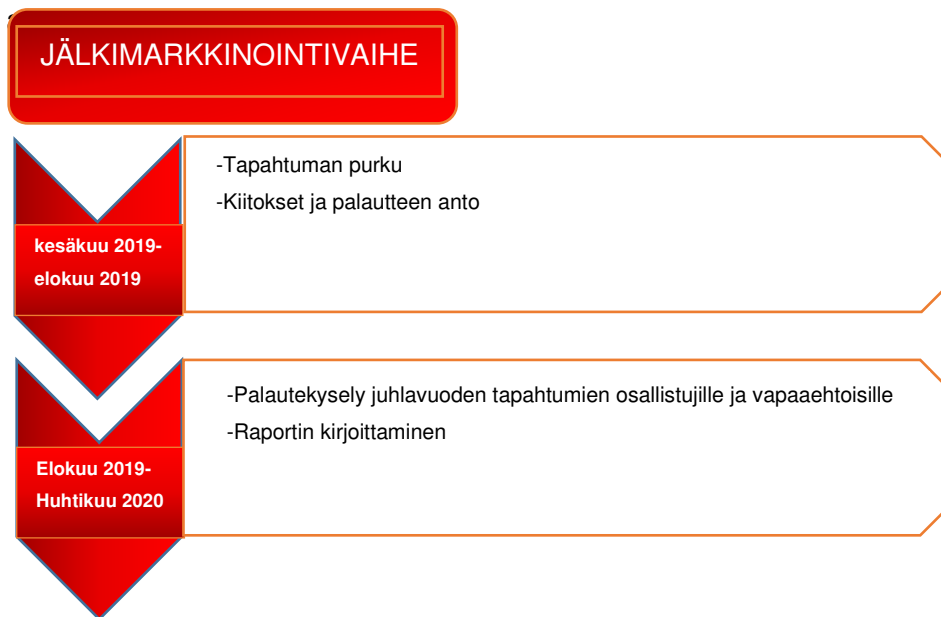 JÄLKIMARKKINOINTIVAIHE
-Tapahtuman purku
-Kiitokset ja palautteen anto
kesäkuu 2019-
elokuu 2019
-Palautekysely juhlavuoden tapahtumien osallistujille ja vapaaehtoisille
-Raportin kirjoittaminen
Elokuu 2019-
Huhtikuu 2020